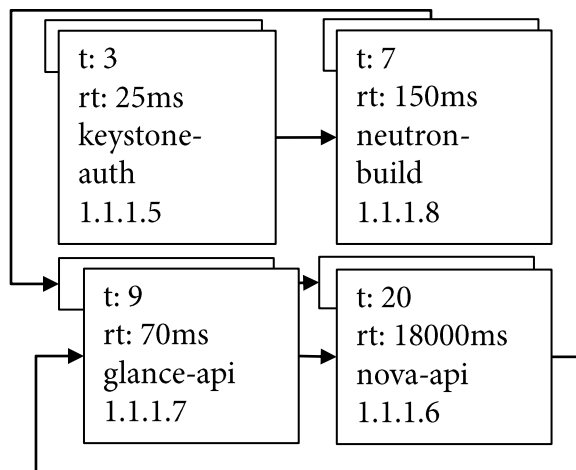 t: 3
rt: 25ms
keystone-
auth
1.1.1.5
t: 7
rt: 150ms
neutron-
build
1.1.1.8
t: 9
rt: 70ms
glance-api
1.1.1.7
t: 20
rt: 18000ms
nova-api
1.1.1.6